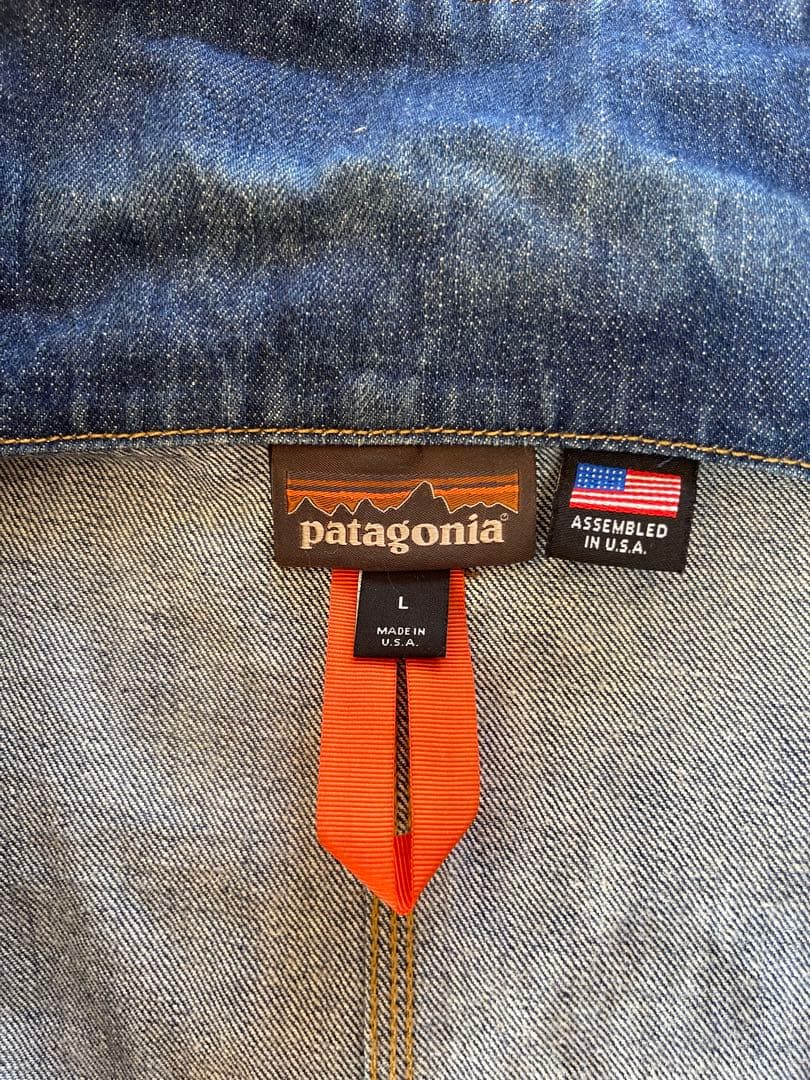 patagonia®
ASSEMBLED
IN U.S.A.
L
MADE IN
U.S.A.